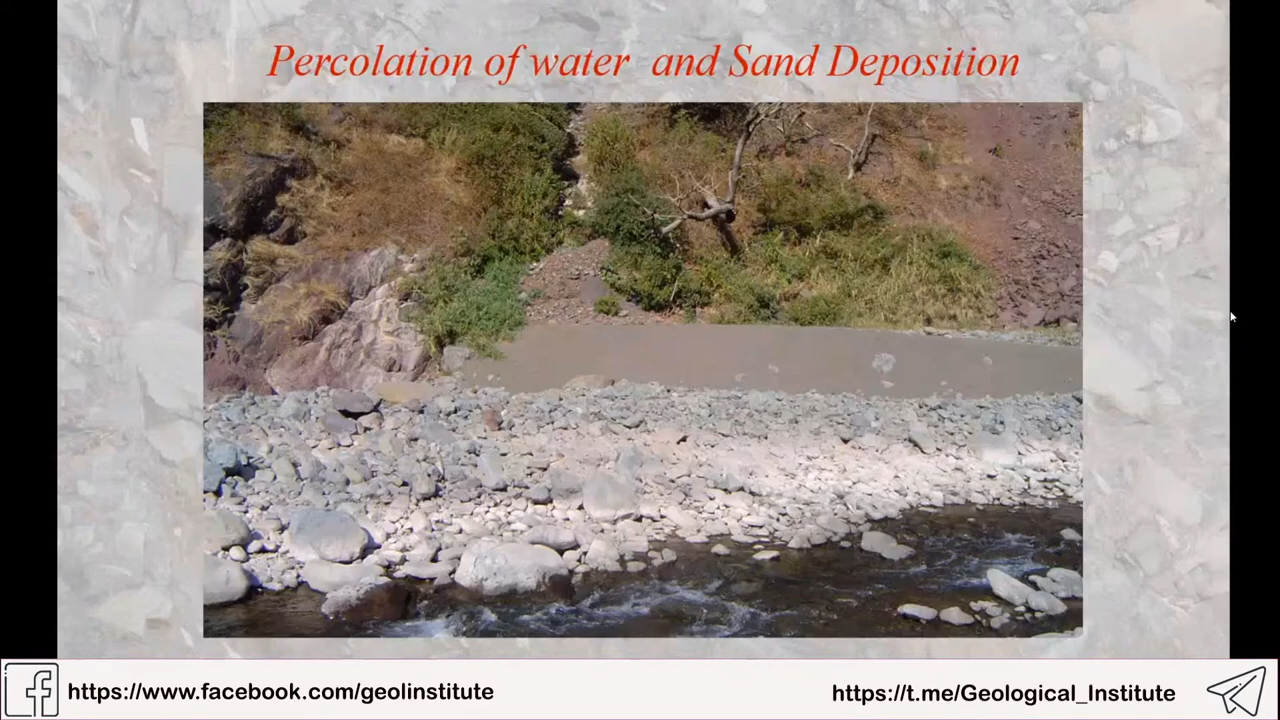 Percolation of water and Sand Deposition
https://www.facebook.com/geolinstitute
https://t.me/Geological_Institute